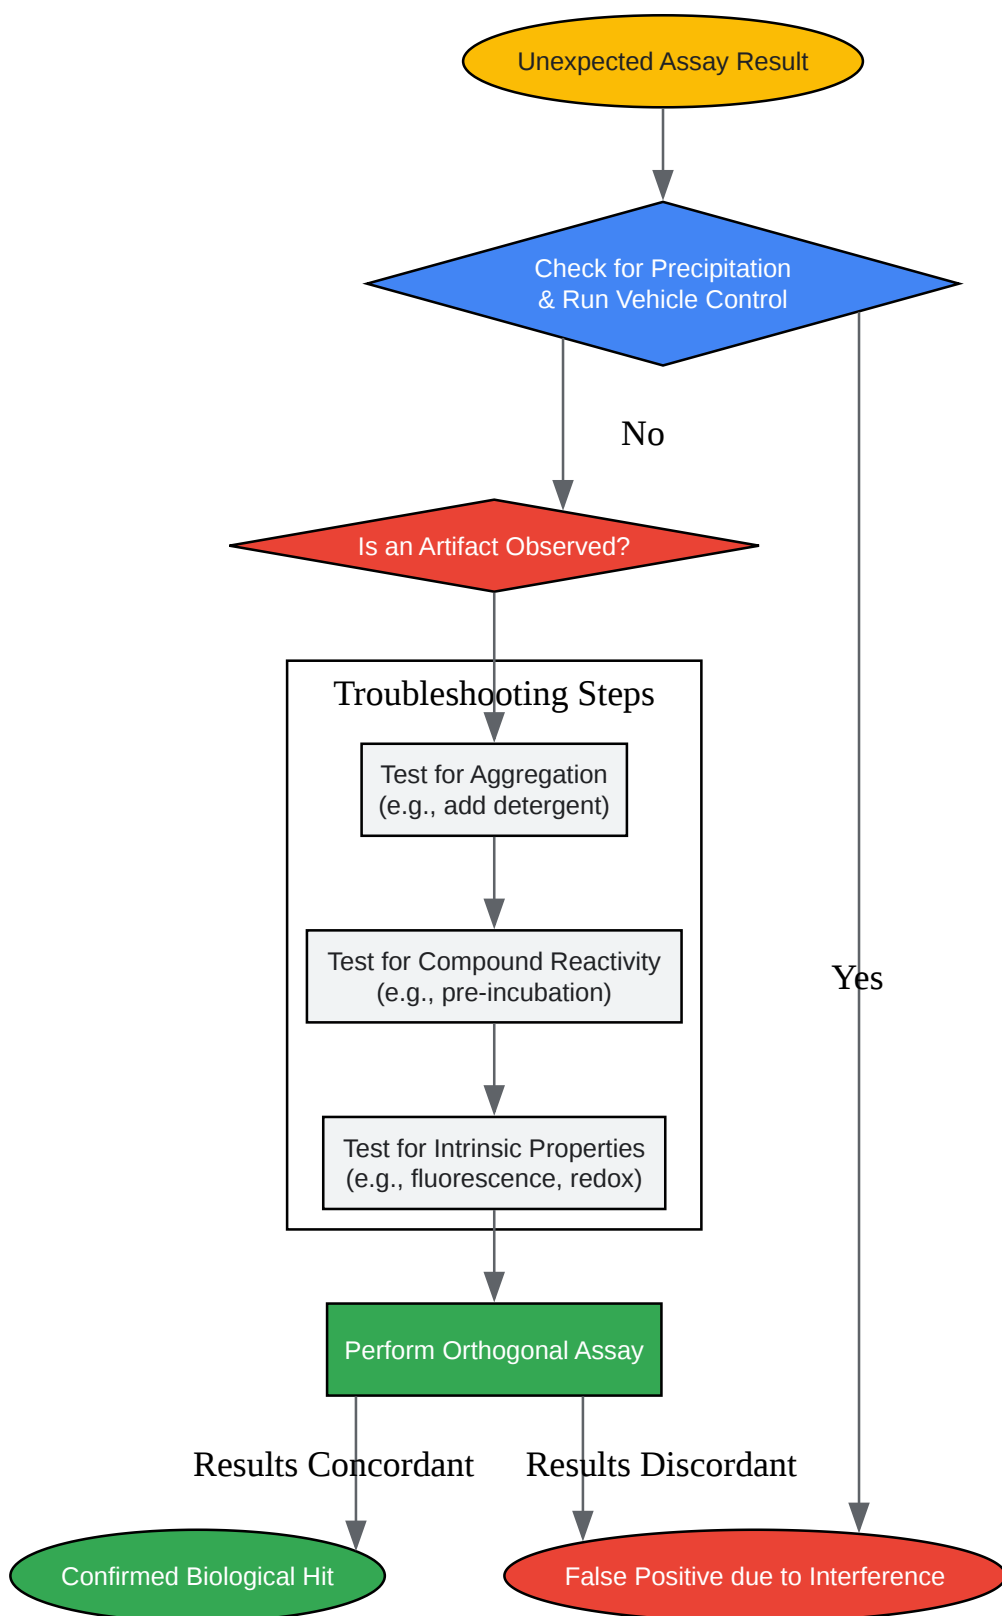 Unexpected Assay Result
Check for Precipitation
& Run Vehicle Control
No
Is an Artifact Observed?
Troubleshooting Steps
Test for Aggregation
(e.g., add detergent)
Test for Compound Reactivity
(e.g., pre-incubation)
Yes
Test for Intrinsic Properties
(e.g., fluorescence, redox)
Perform Orthogonal Assay
Results Concordant
Results Discordant
Confirmed Biological Hit
False Positive due to Interference